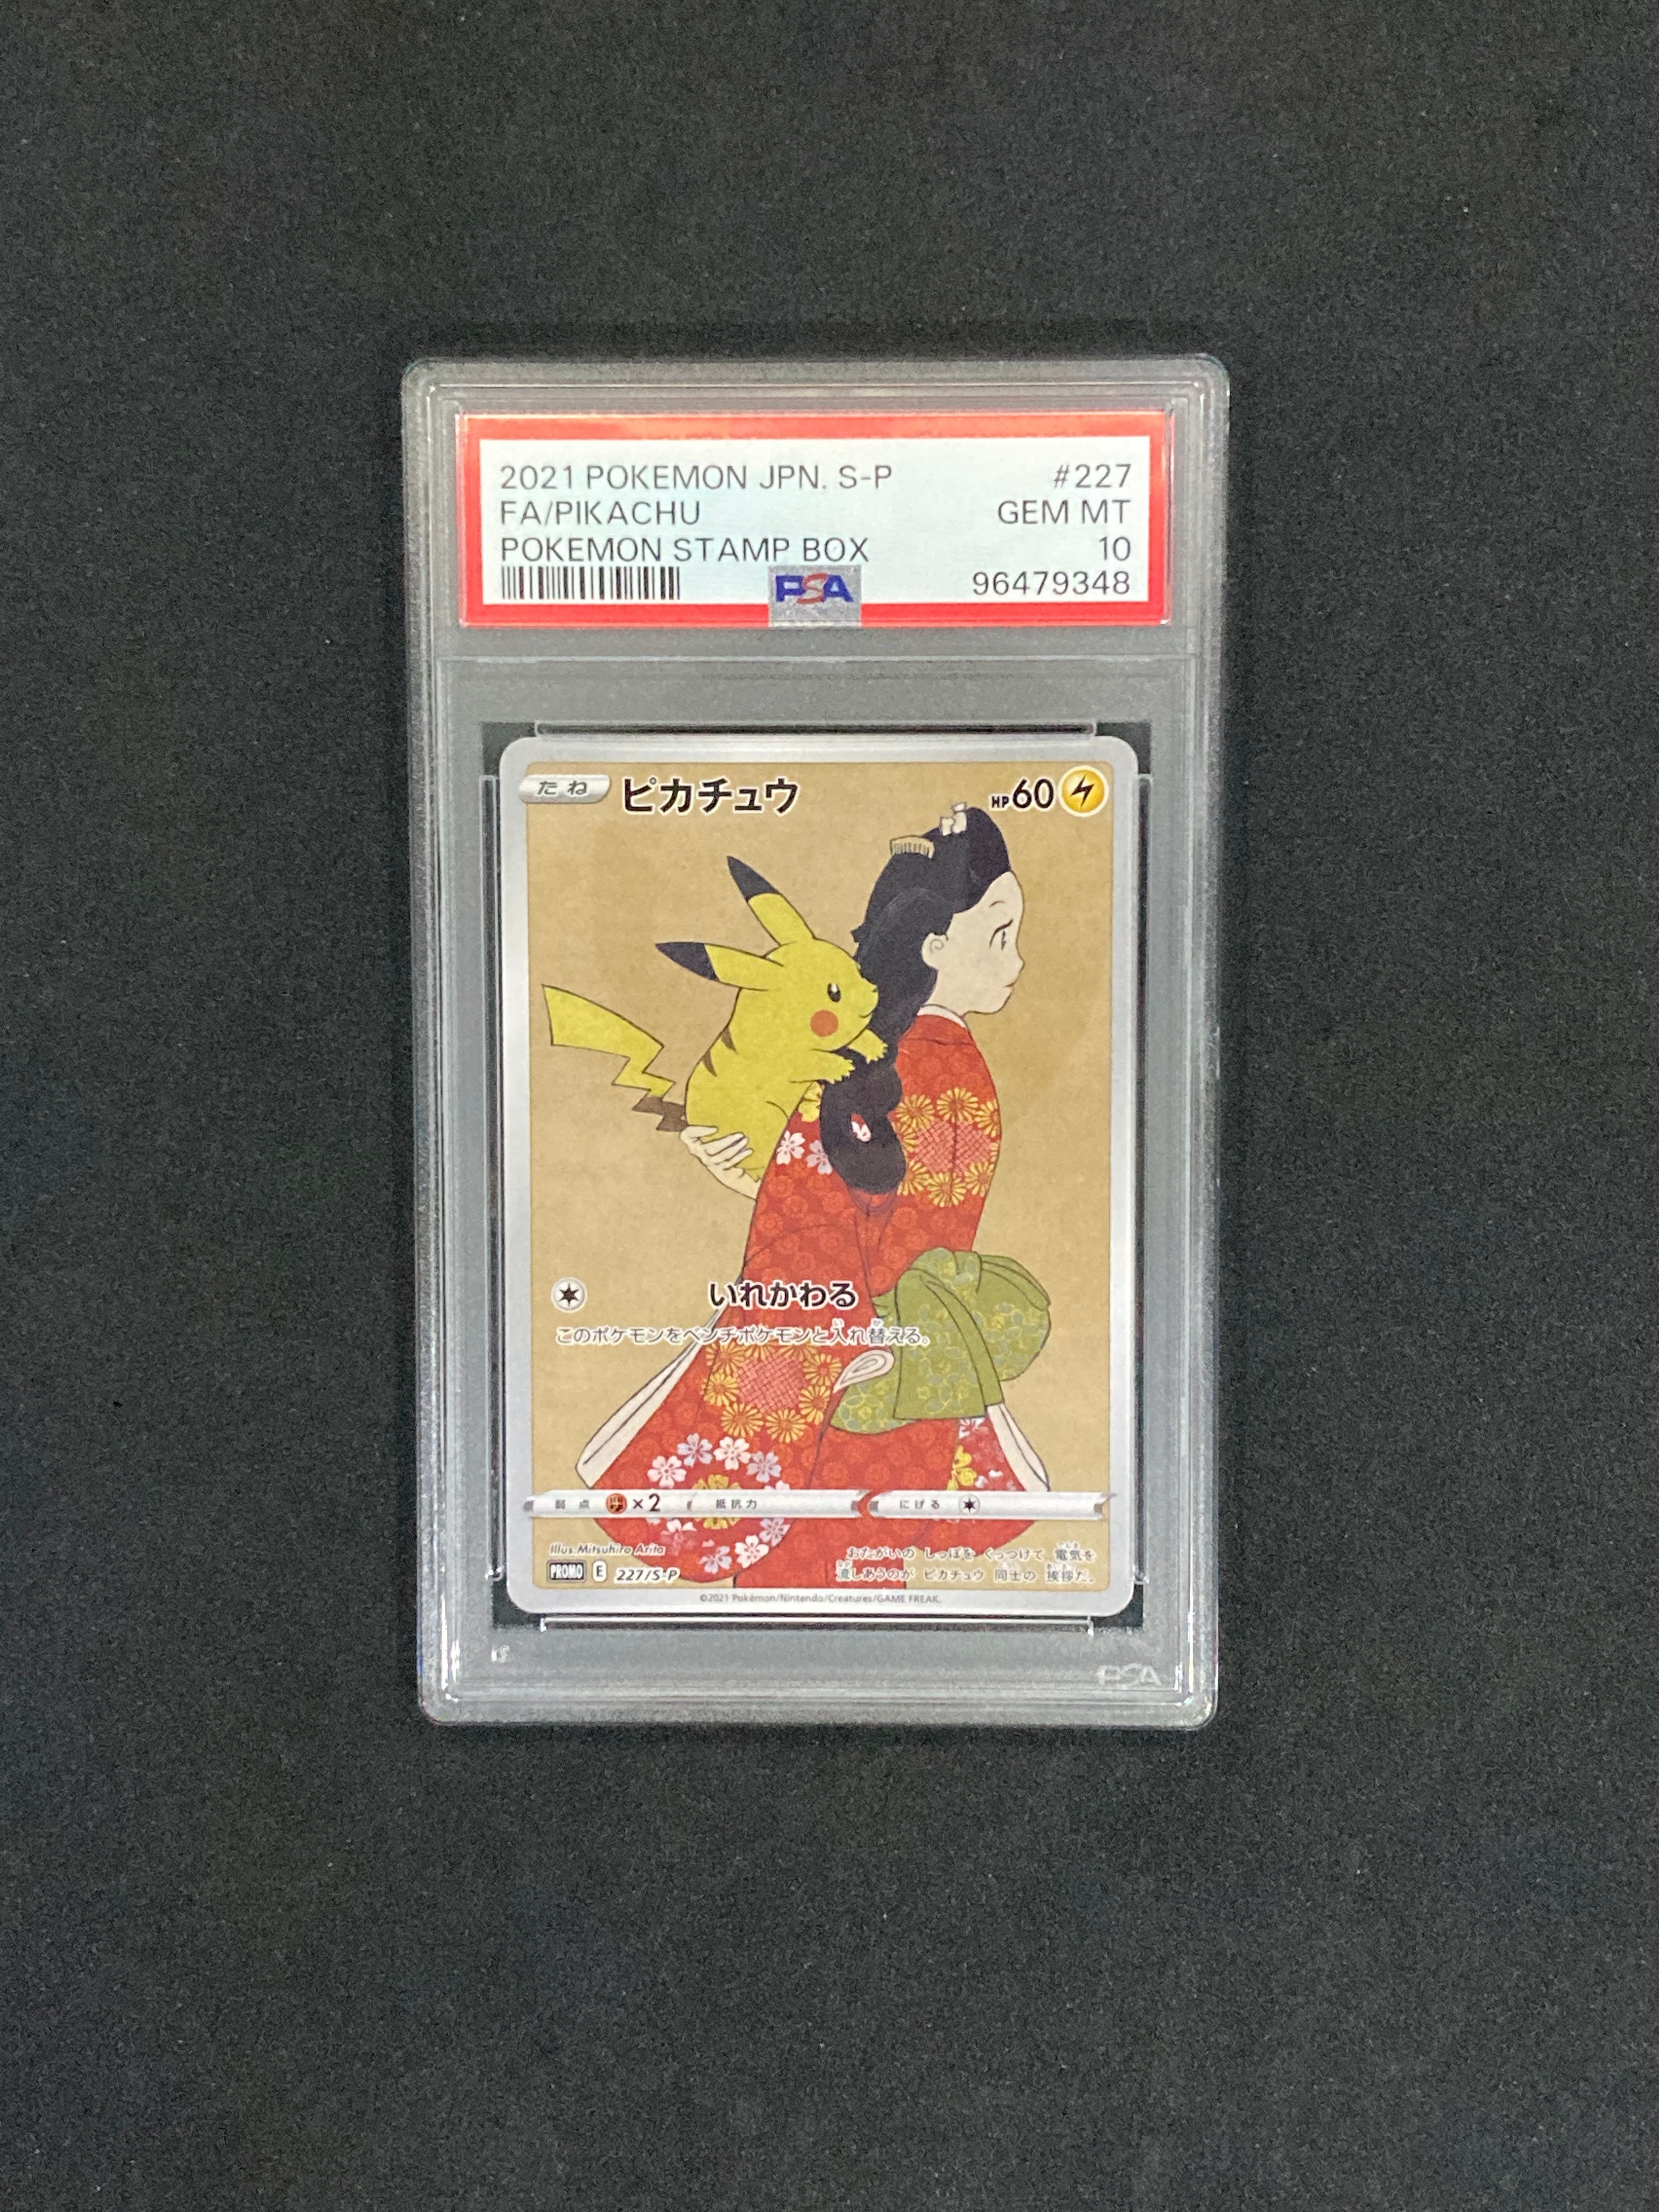 2021 POKEMON JPN. S-P #227
FA/PIKACHU GEM MT
POKEMON STAMP BOX 10
PSA 96479348
たね ピカチュウ HP60
いれかわる
このポケモンをベンチポケモンと入れ替える。
弱点 ×2 抵抗力 にげる
Illus. Mitsuhiro Arita
おたがいの しっぽを くっつけて 電気を
流しあうのが ピカチュウ 同士の 挨拶だ。
PROMO E 227/S-P
©2021 Pokémon/Nintendo/Creatures/GAME FREAK.
PSA